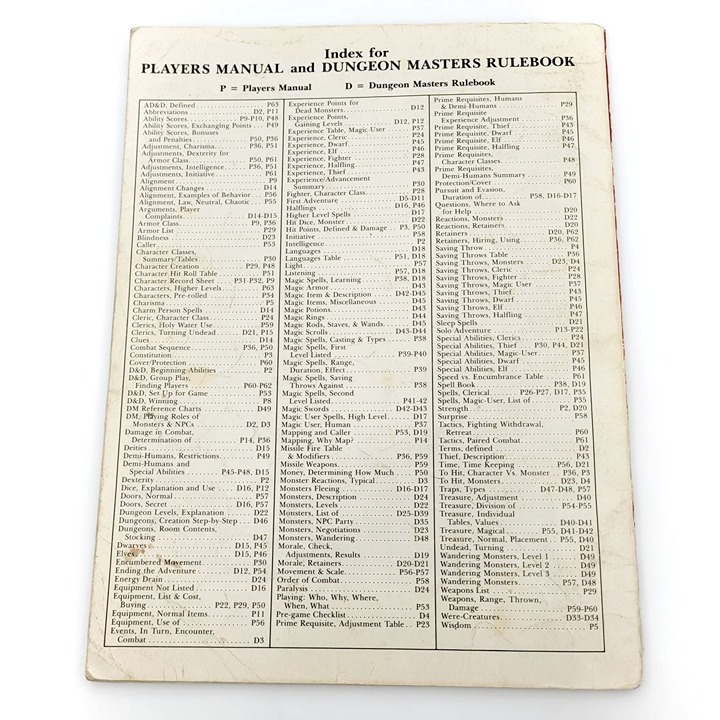 Index for
PLAYERS MANUAL and DUNGEON MASTERS RULEBOOK
P = Players Manual D = Dungeon Masters Rulebook
AD&D, Defined P63
Abbreviations D2, P11
Ability Scores P9-P10, P48
Ability Scores, Exchanging Points P49
Ability Scores, Bonuses
and Penalties P50, P36
Adjustment, Charisma P36, P51
Adjustments, Dexterity for
Armor Class P50, P61
Adjustments, Intelligence P36, P51
Adjustments, Initiative P61
Alignment P9
Alignment Changes D14
Alignment, Examples of Behavior P56
Alignment, Law, Neutral, Chaotic P55
Arguments, Player
Complaints D14-D15
Armor Class P9, P36
Armor List P29
Blindness D23
Caller P53
Character Classes,
Summary/Tables P30
Character Creation P29, P48
Character Hit Roll Table P51
Character Record Sheet P31-P32, P9
Characters, Higher Levels P63
Characters, Pre-rolled P34
Charisma P5
Charm Person Spells D14
Cleric, Character Class P24
Clerics, Holy Water Use P59
Clerics, Turning Undead D21, P15
Clues D14
Combat Sequence P36, P50
Constitution P3
Cover/Protection P60
D&D, Beginning Abilities P2
D&D, Group Play,
Finding Players P60-P62
D&D, Set Up for Game P53
D&D, Winning P8
DM Reference Charts D49
DM; Playing Roles of
Monsters & NPCs D2, D3
Damage in Combat,
Determination of P14, P36
Deities D15
Demi-Humans, Restrictions P49
Demi-Humans and
Special Abilities P45-P48, D15
Dexterity P2
Dice, Explanation and Use D16, P12
Doors, Normal P57
Doors, Secret D16, P57
Dungeon Levels, Explanation D22
Dungeons, Creation Step-by-Step D46
Dungeons, Room Contents,
Stocking D47
Dwarves D15, P45
Elves D15, P46
Encumbered Movement P30
Ending the Adventure D12, P54
Energy Drain D24
Equipment Not Listed D16
Equipment, List & Cost,
Buying P22, P29, P50
Equipment, Normal Items P11
Equipment, Use of P56
Events, In Turn, Encounter,
Combat D3
Experience Points for
Dead Monsters D12
Experience Points,
Gaining Levels D12, P12
Experience Table, Magic User P37
Experience, Cleric P24
Experience, Dwarf P45
Experience, Elf P46
Experience, Fighter P28
Experience, Halfling P47
Experience, Thief P43
Experience/Advancement
Summary P30
Fighter, Character Class P28
First Adventure D5-D11
Halflings D16, P46
Higher Level Spells D17
Hit Dice, Monster D22
Hit Points, Defined & Damage P3, P50
Initiative P58
Intelligence P2
Languages D18
Languages Table P51, D18
Light P57
Listening P57, D18
Magic Spells, Learning P38, D18
Magic Armor D43
Magic Item & Description D42-D45
Magic Items, Miscellaneous D45
Magic Potions D43
Magic Rings D44
Magic Rods, Staves, & Wands D45
Magic Scrolls D43-D44
Magic Spells, Casting & Types P38
Magic Spells, First
Level Listed P39-P40
Magic Spells, Range,
Duration, Effect P39
Magic Spells, Saving
Throws Against P38
Magic Spells, Second
Level Listed P41-42
Magic Swords D42-D43
Magic User Spells, High Level D17
Magic User, Human P37
Mapping and Caller P53, D19
Mapping, Why Map? P14
Missile Fire Table
& Modifiers P36, P59
Missile Weapons P59
Money, Determining How Much P50
Monster Reactions, Typical D3
Monsters Fleeing D16-D17
Monsters, Description D24
Monsters, Levels D22
Monsters, List of D25-D39
Monsters, NPC Party D35
Monsters, Negotiations D23
Monsters, Wandering D48
Morale, Check,
Adjustments, Results D19
Morale, Retainers D20-D21
Movement & Scale P56-P57
Order of Combat P58
Paralysis D24
Playing: Who, Why, Where,
When, What P53
Pre-game Checklist D4
Prime Requisite, Adjustment Table P23
Prime Requisites, Humans
& Demi-Humans P29
Prime Requisite
Experience Adjustment P36
Prime Requisite, Thief P43
Prime Requisite, Dwarf P45
Prime Requisite, Elf P46
Prime Requisite, Halfling P47
Prime Requisites,
Character Classes P48
Prime Requisites,
Demi-Humans Summary P49
Protection/Cover P60
Pursuit and Evasion,
Duration of P58, D16-D17
Questions, Where to Ask
for Help D20
Reactions, Monsters D22
Reactions, Retainers D20
Retainers D20, P62
Retainers, Hiring, Using P36, P62
Saving Throw P4
Saving Throws Table P36
Saving Throws, Monsters D23, D4
Saving Throws, Cleric P24
Saving Throws, Fighter P28
Saving Throws, Magic User P37
Saving Throws, Thief P43
Saving Throws, Dwarf P45
Saving Throws, Elf P46
Saving Throws, Halfling P47
Sleep Spells D21
Solo Adventure P13-P22
Special Abilities, Clerics P24
Special Abilities, Thief P30, P44, D21
Special Abilities, Magic-User P37
Special Abilities, Dwarf P45
Special Abilities, Elf P46
Speed vs. Encumbrance Table P61
Spell Book P38, D19
Spells, Clerical P26-P27, D17, P35
Spells, Magic-User, List of P35
Strength P2, D20
Surprise P58
Tactics, Fighting Withdrawal,
Retreat P60
Tactics, Paired Combat P61
Terms, defined D2
Thief, Description P43
Time, Time Keeping P56, D21
To Hit, Character Vs. Monster P36, P3
To Hit, Monsters D23, D4
Traps, Types D47-D48, P57
Treasure, Adjustment D40
Treasure, Division of P54-P55
Treasure, Individual
Tables, Values D40-D41
Treasure, Magical P55, D41-D42
Treasure, Normal, Placement P55, D40
Undead, Turning D21
Wandering Monsters, Level 1 D49
Wandering Monsters, Level 2 D49
Wandering Monsters, Level 3 D49
Wandering Monsters P57, D48
Weapons List P29
Weapons, Range, Thrown,
Damage P59-P60
Were-Creatures D33-D34
Wisdom P5